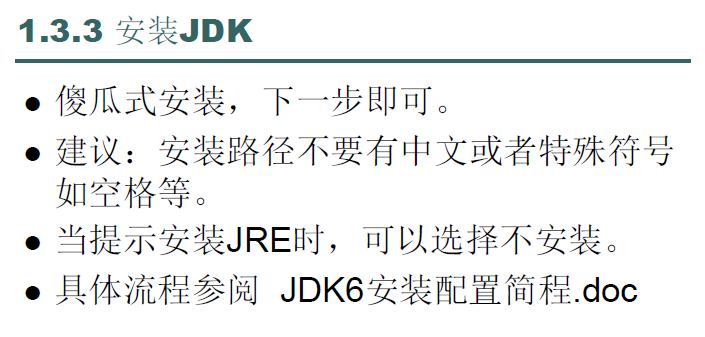 1.3.3 安装JDK
● 傻瓜式安装，下一步即可。
● 建议：安装路径不要有中文或者特殊符号
如空格等。
● 当提示安装JRE时，可以选择不安装。
● 具体流程参阅 JDK6安装配置简程.doc